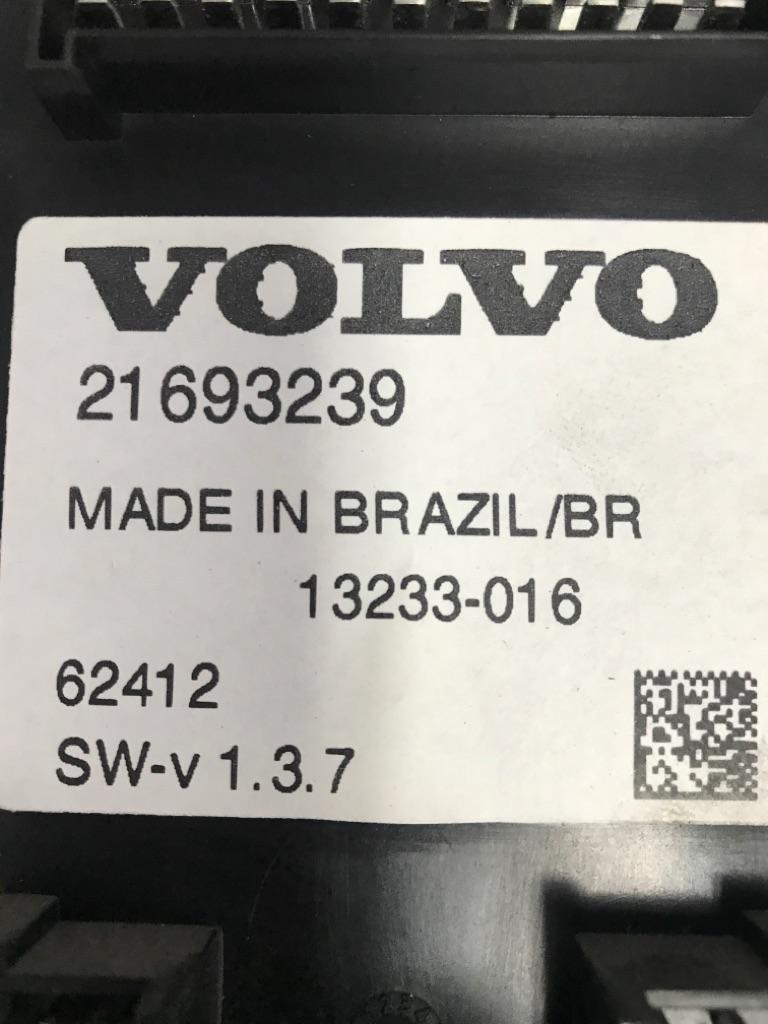 VOLVO
21693239
MADE IN BRAZIL/BR
13233-016
62412
SW-v 1.3.7